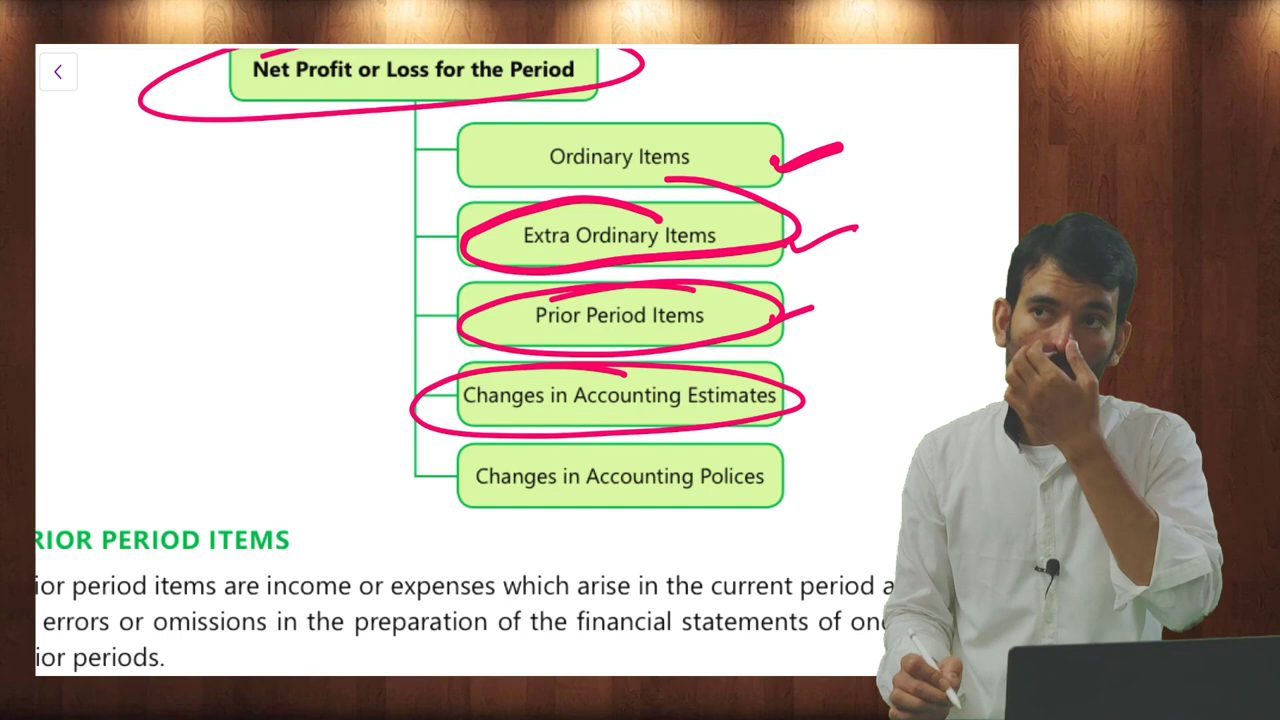 Net Profit or Loss for the Period
Ordinary Items
Extra Ordinary Items
Prior Period Items
Changes in Accounting Estimates
Changes in Accounting Polices
RIOR PERIOD ITEMS
ior period items are income or expenses which arise in the current period a
errors or omissions in the preparation of the financial statements of on
ior periods.